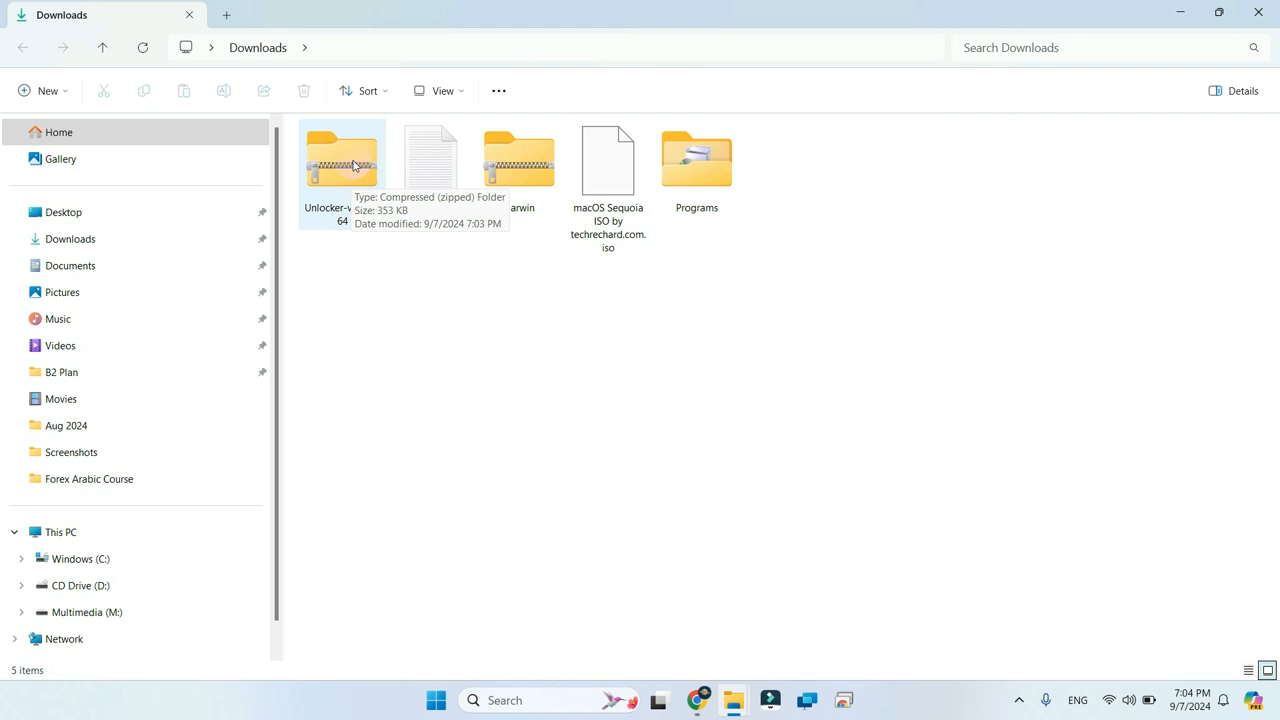 Downloads
Downloads
Search Downloads
New
Sort
View
Details
Home
Gallery
Desktop
Downloads
Documents
Pictures
Music
Videos
B2 Plan
Movies
Aug 2024
Screenshots
Forex Arabic Course
This PC
Windows (C:)
CD Drive (D:)
Multimedia (M:)
Network
Unlocker-
64
Type: Compressed (zipped) Folder
Size: 353 KB
Date modified: 9/7/2024 7:03 PM
arwin
macOS Sequoia
ISO by
techrechard.com.
iso
Programs
5 items
Search
ENG
7:04 PM
9/7/2024
PRE